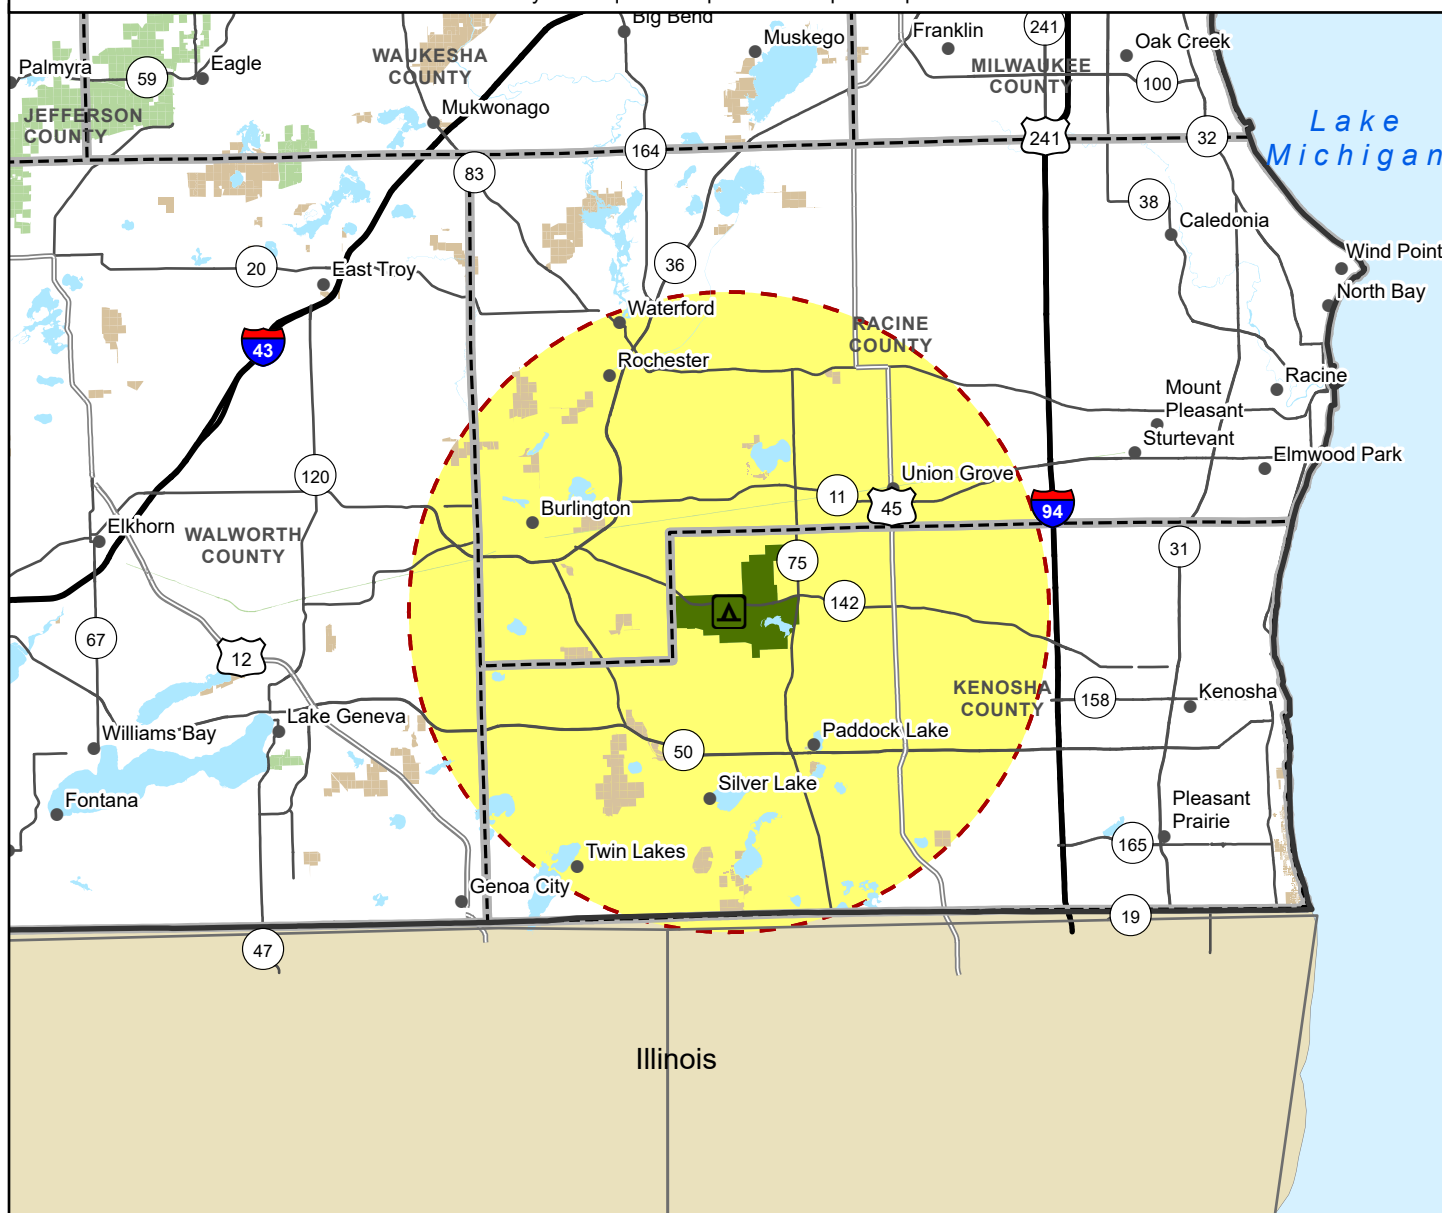 Big Bend
Muskego
Franklin
241
Oak Creek
WAUKESHA
COUNTY
Palmyra
59
Eagle
MILWAUKEE
COUNTY
100
JEFFERSON
COUNTY
Mukwonago
Lake
Michigan
164
241
32
83
38
Caledonia
20
East Troy
36
Wind Point
North Bay
Waterford
RACINE
COUNTY
43
Rochester
Racine
Mount
Pleasant
Sturtevant
Elmwood Park
120
Union Grove
11
45
94
Burlington
Elkhorn
WALWORTH
COUNTY
31
75
142
67
12
KENOSHA
COUNTY
158
Kenosha
Lake Geneva
Williams Bay
Paddock Lake
50
Silver Lake
Fontana
Pleasant
Prairie
165
Twin Lakes
Genoa City
19
47
Illinois